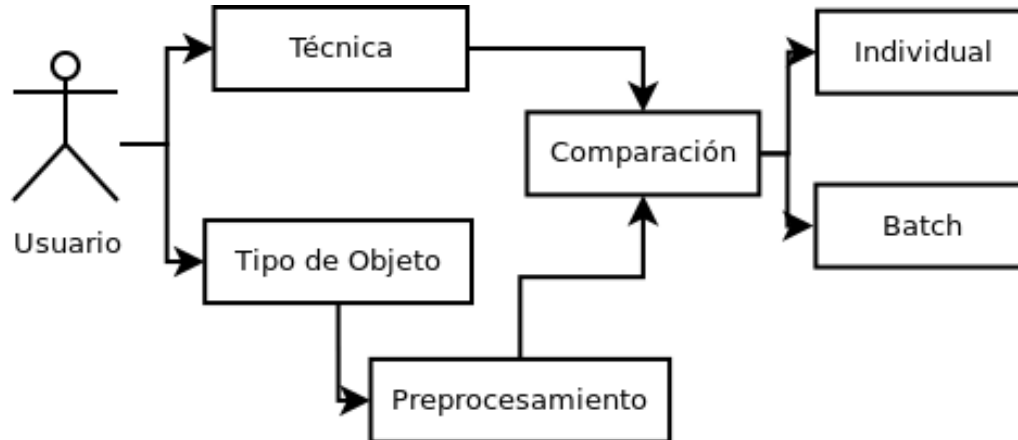 Técnica
Individual
Comparación
Usuario
Tipo de Objeto
Batch
Preprocesamiento